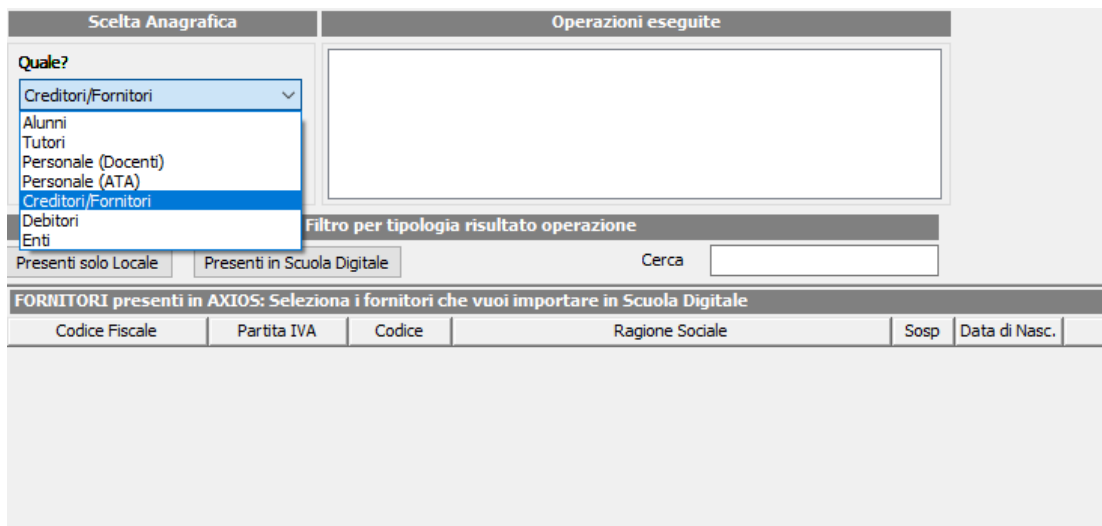 Scelta Anagrafica Operazioni eseguite
Quale?
Creditori/Fornitori
Alunni
Tutori
Personale (Docenti)
Personale (ATA)
Creditori/Fornitori
Debitori
Enti
Filtro per tipologia risultato operazione
Presenti solo Locale Presenti in Scuola Digitale Cerca
FORNITORI presenti in AXIOS: Seleziona i fornitori che vuoi importare in Scuola Digitale
Codice Fiscale Partita IVA Codice Ragione Sociale Sosp Data di Nasc.